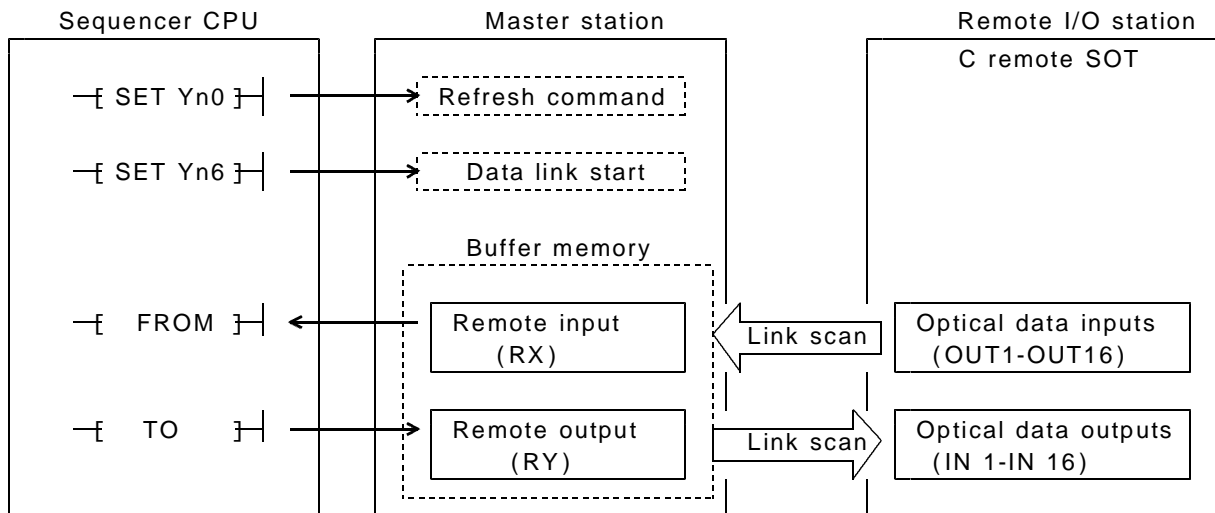 Sequencer CPU
Master station
Remote I/O station
C remote SOT
[ SET Yn0 ]
Refresh command
[ SET Yn6 ]
Data link start
Buffer memory
[ FROM ]
Remote input
(RX)
Link scan
Optical data inputs
(OUT1-OUT16)
[ TO ]
Remote output
(RY)
Link scan
Optical data outputs
(IN 1-IN 16)